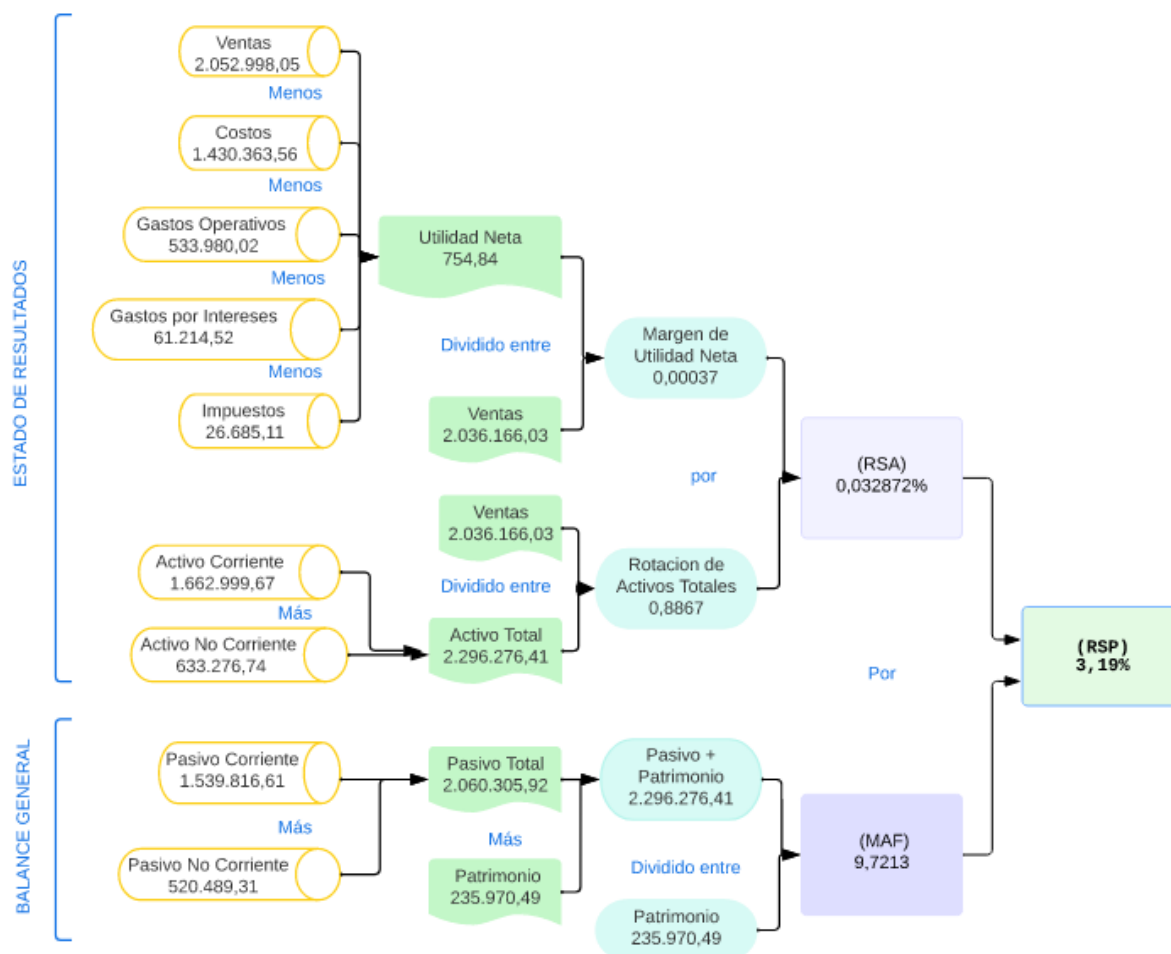 ESTADO DE RESULTADOS
Ventas
2.052.998,05
Menos
Costos
1.430.363,56
Menos
Gastos Operativos
533.980,02
Menos
Gastos por Intereses
61.214,52
Menos
Impuestos
26.685,11
Utilidad Neta
754,84
Dividido entre
Ventas
2.036.166,03
Margen de
Utilidad Neta
0,00037
por
Ventas
2.036.166,03
Dividido entre
Activo Corriente
1.662.999,67
Más
Activo No Corriente
633.276,74
Activo Total
2.296.276,41
Rotacion de
Activos Totales
0,8867
(RSA)
0,032872%
Por
(RSP)
3,19%
BALANCE GENERAL
Pasivo Corriente
1.539.816,61
Más
Pasivo No Corriente
520.489,31
Pasivo Total
2.060.305,92
Más
Patrimonio
235.970,49
Pasivo +
Patrimonio
2.296.276,41
Dividido entre
Patrimonio
235.970,49
(MAF)
9,7213